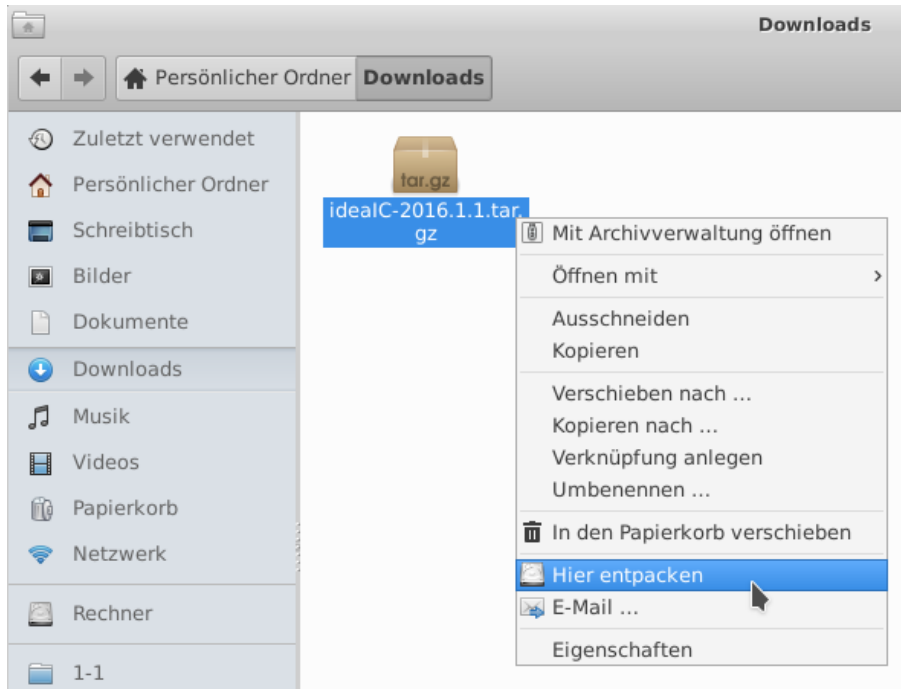 Downloads
Persönlicher Ordner Downloads
Zuletzt verwendet
Persönlicher Ordner
Schreibtisch
Bilder
Dokumente
Downloads
Musik
Videos
Papierkorb
Netzwerk
Rechner
1-1
tar.gz
ideaIC-2016.1.1.tar.
gz
Mit Archivverwaltung öffnen
Öffnen mit
Ausschneiden
Kopieren
Verschieben nach ...
Kopieren nach ...
Verknüpfung anlegen
Umbenennen ...
In den Papierkorb verschieben
Hier entpacken
E-Mail ...
Eigenschaften